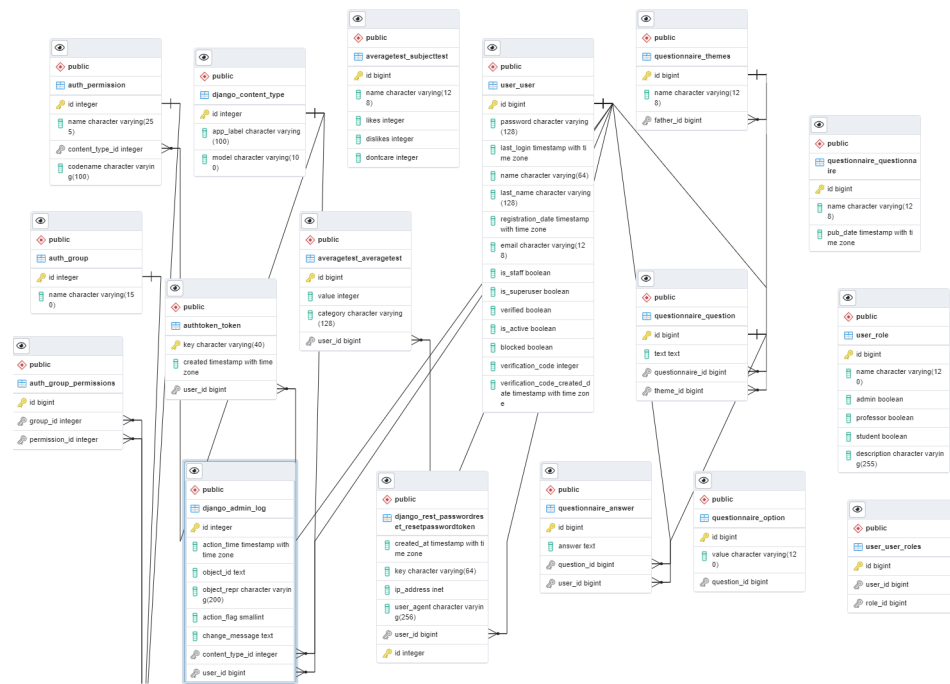 public
auth_permission
id integer
name character varying(25
5)
content_type_id integer
codename character varyin
g(100)
public
django_content_type
id integer
app_label character varying
(100)
model character varying(10
0)
public
averagetest_subjecttest
id bigint
name character varying(12
8)
likes integer
dislikes integer
dontcare integer
public
user_user
id bigint
password character varying
(128)
last_login timestamp with ti
me zone
name character varying(64)
last_name character varying
(128)
registration_date timestamp
with time zone
email character varying(12
8)
is_staff boolean
is_superuser boolean
verified boolean
is_active boolean
blocked boolean
verification_code integer
verification_code_created_d
ate timestamp with time zon
e
public
questionnaire_themes
id bigint
name character varying(12
8)
father_id bigint
public
questionnaire_questionna
ire
id bigint
name character varying(12
8)
pub_date timestamp with ti
me zone
public
auth_group
id integer
name character varying(15
0)
public
authtoken_token
key character varying(40)
created timestamp with time
zone
user_id bigint
public
averagetest_averagetest
id bigint
value integer
category character varying
(128)
user_id bigint
public
questionnaire_question
id bigint
text text
questionnaire_id bigint
theme_id bigint
public
user_role
id bigint
name character varying(12
0)
admin boolean
professor boolean
student boolean
description character varyin
g(255)
public
auth_group_permissions
id bigint
group_id integer
permission_id integer
public
django_admin_log
id integer
action_time timestamp with
time zone
object_id text
object_repr character varyin
g(200)
action_flag smallint
change_message text
content_type_id integer
user_id bigint
public
django_rest_passwordres
et_resetpasswordtoken
created_at timestamp with ti
me zone
key character varying(64)
ip_address inet
user_agent character varyin
g(256)
user_id bigint
id integer
public
questionnaire_answer
id bigint
answer text
question_id bigint
user_id bigint
public
questionnaire_option
id bigint
value character varying(12
0)
question_id bigint
public
user_user_roles
id bigint
user_id bigint
role_id bigint